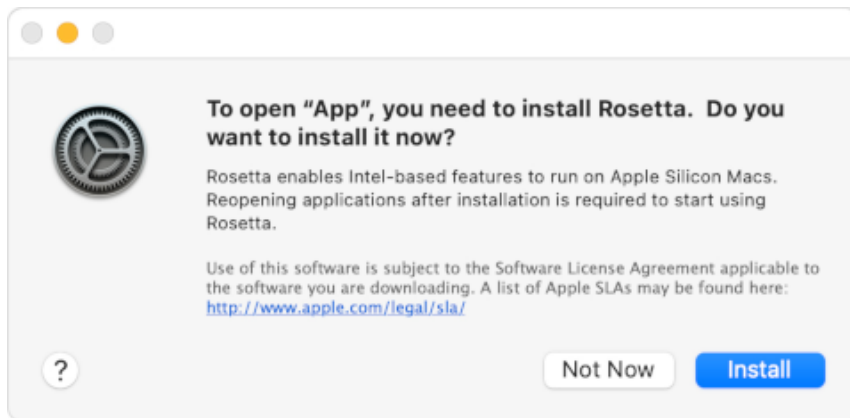 To open “App”, you need to install Rosetta.  Do you
want to install it now?
Rosetta enables Intel-based features to run on Apple Silicon Macs.
Reopening applications after installation is required to start using
Rosetta.
Use of this software is subject to the Software License Agreement applicable to
the software you are downloading. A list of Apple SLAs may be found here:
http://www.apple.com/legal/sla/
?
Not Now
Install